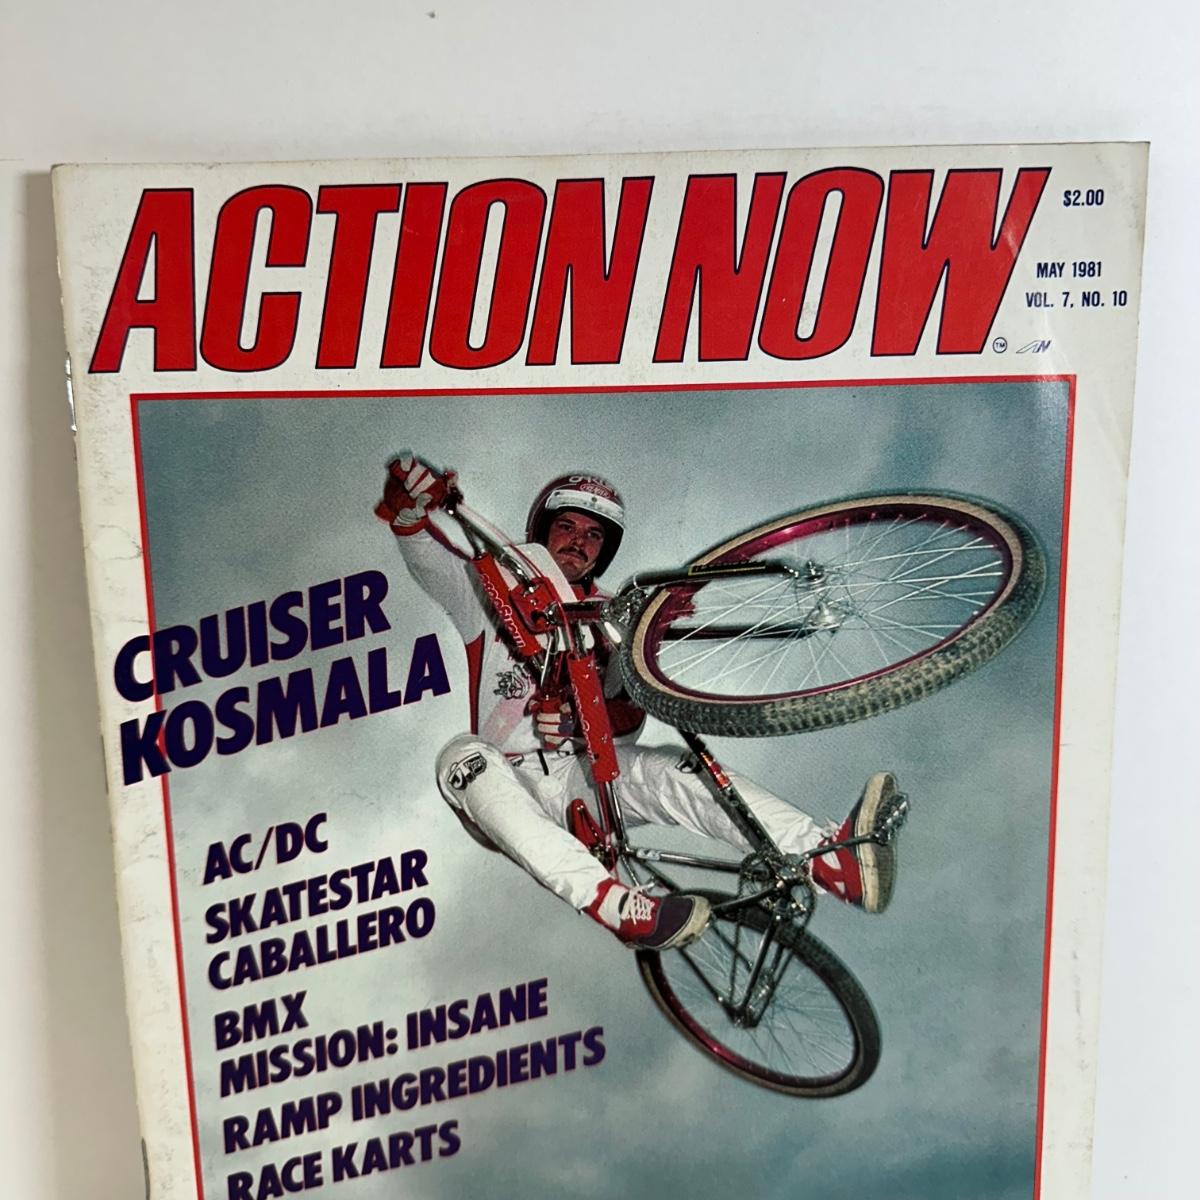 ACTION NOW
$2.00
MAY 1981
VOL. 7, NO. 10
TM
CRUISER
KOSMALA
AC/DC
SKATESTAR
CABALLERO
BMX
MISSION: INSANE
RAMP INGREDIENTS
RACE KARTS